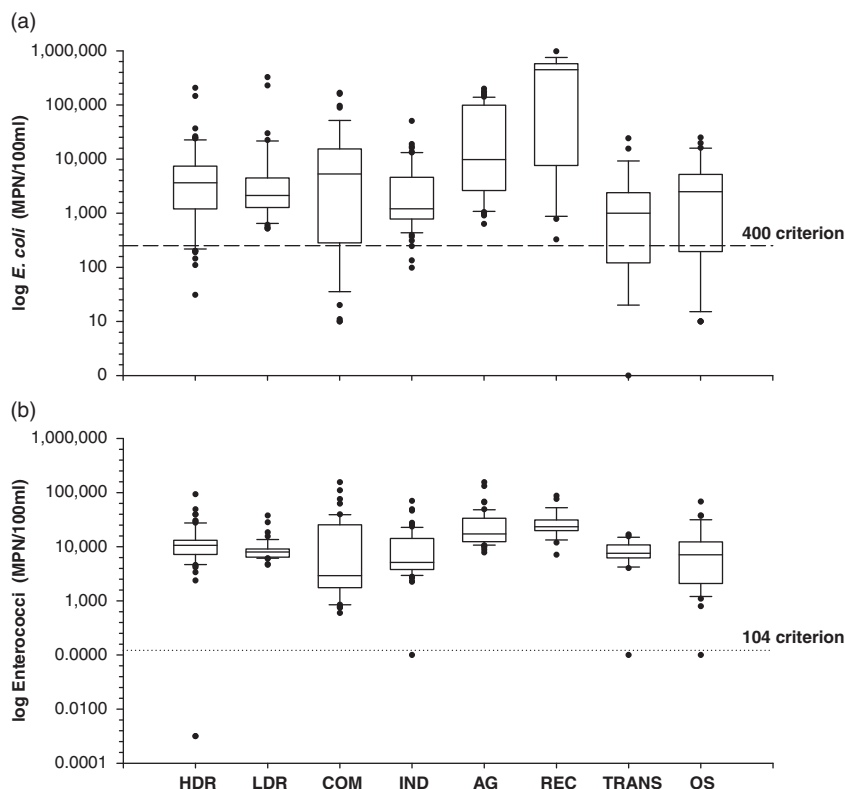 (a)
1,000,000
100,000
10,000
1,000
100
10
0
log E. coli (MPN/100ml)
400 criterion
(b)
1,000,000
100,000
10,000
1,000
0.0000
0.0100
0.0001
log Enterococci (MPN/100ml)
104 criterion
HDR LDR COM IND AG REC TRANS OS